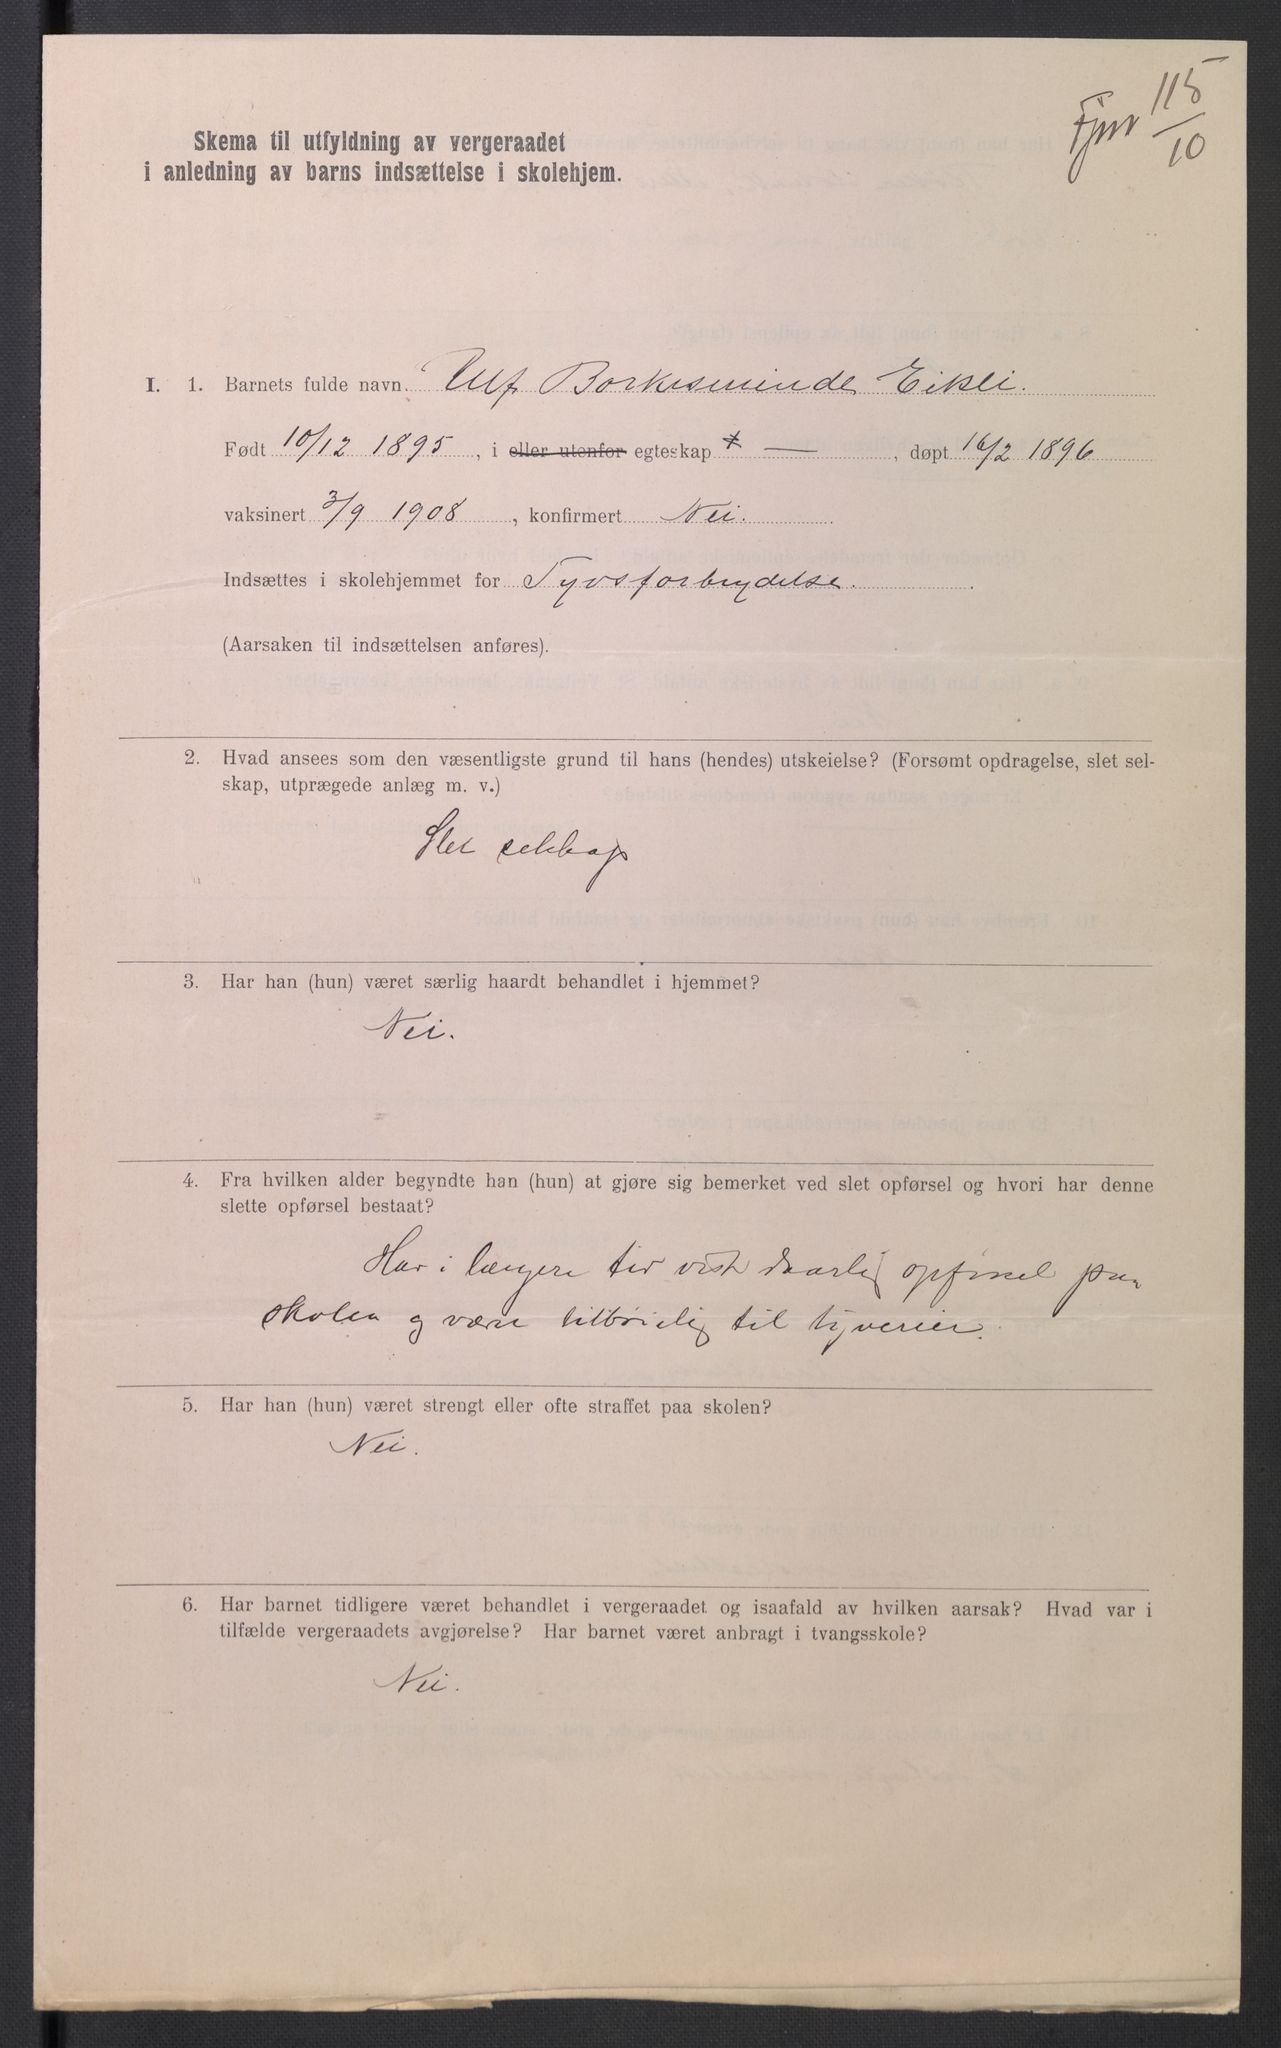 115
10
Skema til utfyldning av vergeraadet
i anledning av barns indsættelse i skolehjem.
I. 1. Barnets fulde navn Ulf Borkisminde Eikli.
Født 10/12 1895, i eller utenfor egteskap * — , døpt 16/2 1896
vaksinert 3/9 1908, konfirmert Nei.
Indsættes i skolehjemmet for Tyvsforbrydelse.
(Aarsaken til indsættelsen anføres).
2. Hvad ansees som den væsentligste grund til hans (hendes) utskeielse? (Forsømt opdragelse, slet sel-
skap, utprægede anlæg m. v.)
Slet selskap
3. Har han (hun) været særlig haardt behandlet i hjemmet?
Nei.
4. Fra hvilken alder begyndte han (hun) at gjøre sig bemerket ved slet opførsel og hvori har denne
slette opførsel bestaat?
Har i længere tid vist daarlig opførsel paa
skolen og være tilbøielig til tyverier.
5. Har han (hun) været strengt eller ofte straffet paa skolen?
Nei.
6. Har barnet tidligere været behandlet i vergeraadet og isaafald av hvilken aarsak? Hvad var i
tilfælde vergeraadets avgjørelse? Har barnet været anbragt i tvangsskole?
Nei.